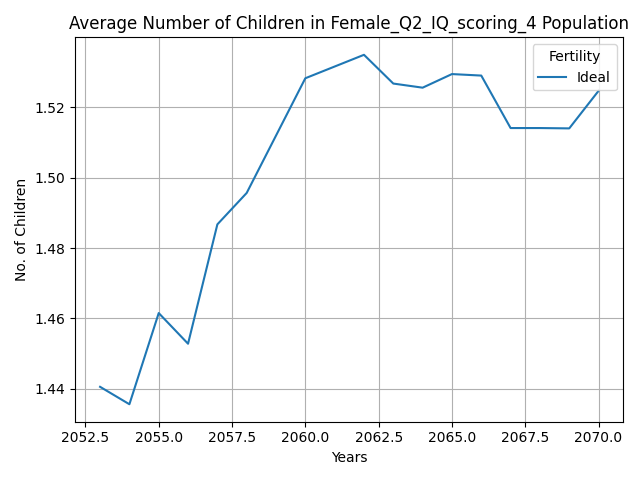 Average Number of Children in Female_Q2_IQ_scoring_4 Population
Fertility
Ideal
No. of Children
1.52
1.50
1.48
1.46
1.44
2052.5 2055.0 2057.5 2060.0 2062.5 2065.0 2067.5 2070.0
Years